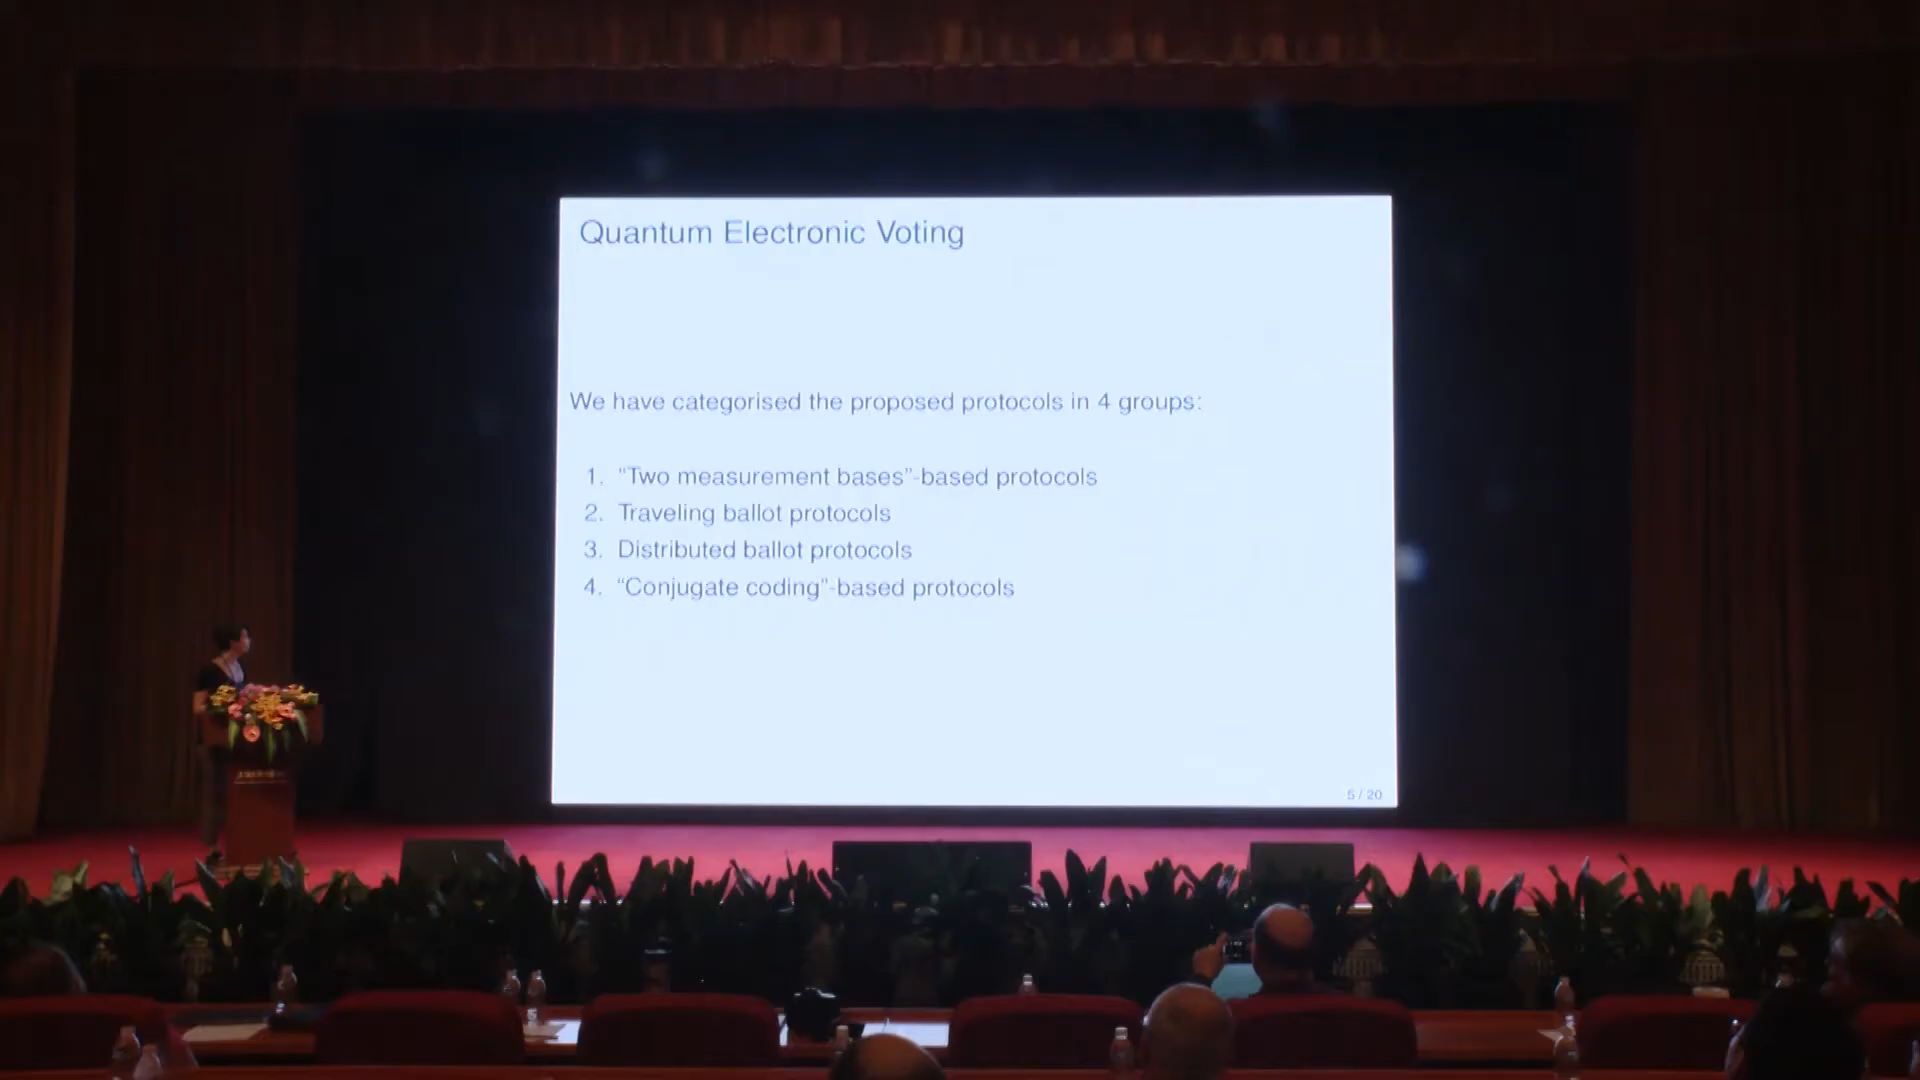 Quantum Electronic Voting
We have categorised the proposed protocols in 4 groups:
1. “Two measurement bases”-based protocols
2. Traveling ballot protocols
3. Distributed ballot protocols
4. “Conjugate coding”-based protocols
5 / 20